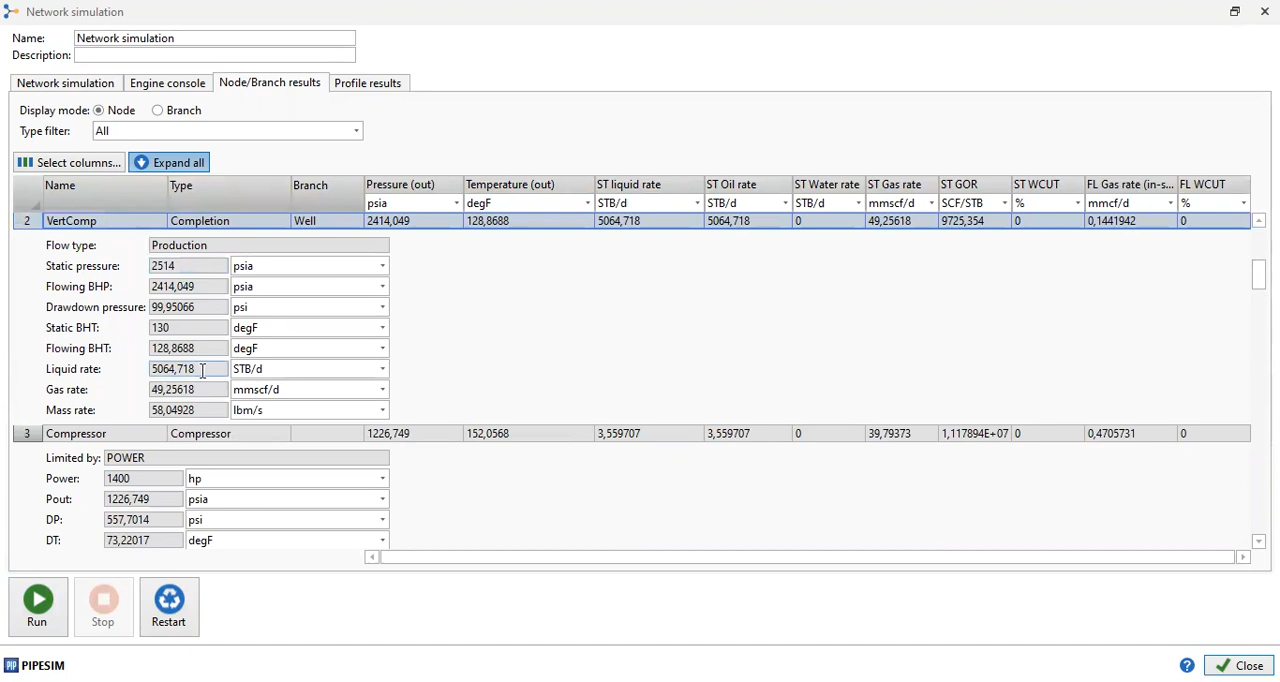 Network simulation
Name: Network simulation
Description:
Network simulation Engine console Node/Branch results Profile results
Display mode: Node Branch
Type filter: All
Select columns... Expand all
Name Type Branch Pressure (out) Temperature (out) ST liquid rate ST Oil rate ST Water rate ST Gas rate ST GOR ST WCUT FL Gas rate (in-s... FL WCUT
psia degF STB/d STB/d STB/d mmscf/d SCF/STB % mmcf/d %
2 VertComp Completion Well 2414,049 128,8688 5064,718 5064,718 0 49,25618 9725,354 0 0,1441942 0
Flow type: Production
Static pressure: 2514 psia
Flowing BHP: 2414,049 psia
Drawdown pressure: 99,95066 psi
Static BHT: 130 degF
Flowing BHT: 128,8688 degF
Liquid rate: 5064,718 STB/d
Gas rate: 49,25618 mmscf/d
Mass rate: 58,04928 lbm/s
3 Compressor Compressor 1226,749 152,0568 3,559707 3,559707 0 39,79373 1,117894E+07 0 0,4705731 0
Limited by: POWER
Power: 1400 hp
Pout: 1226,749 psia
DP: 557,7014 psi
DT: 73,22017 degF
Run Stop Restart
PIP PIPESIM ? Close